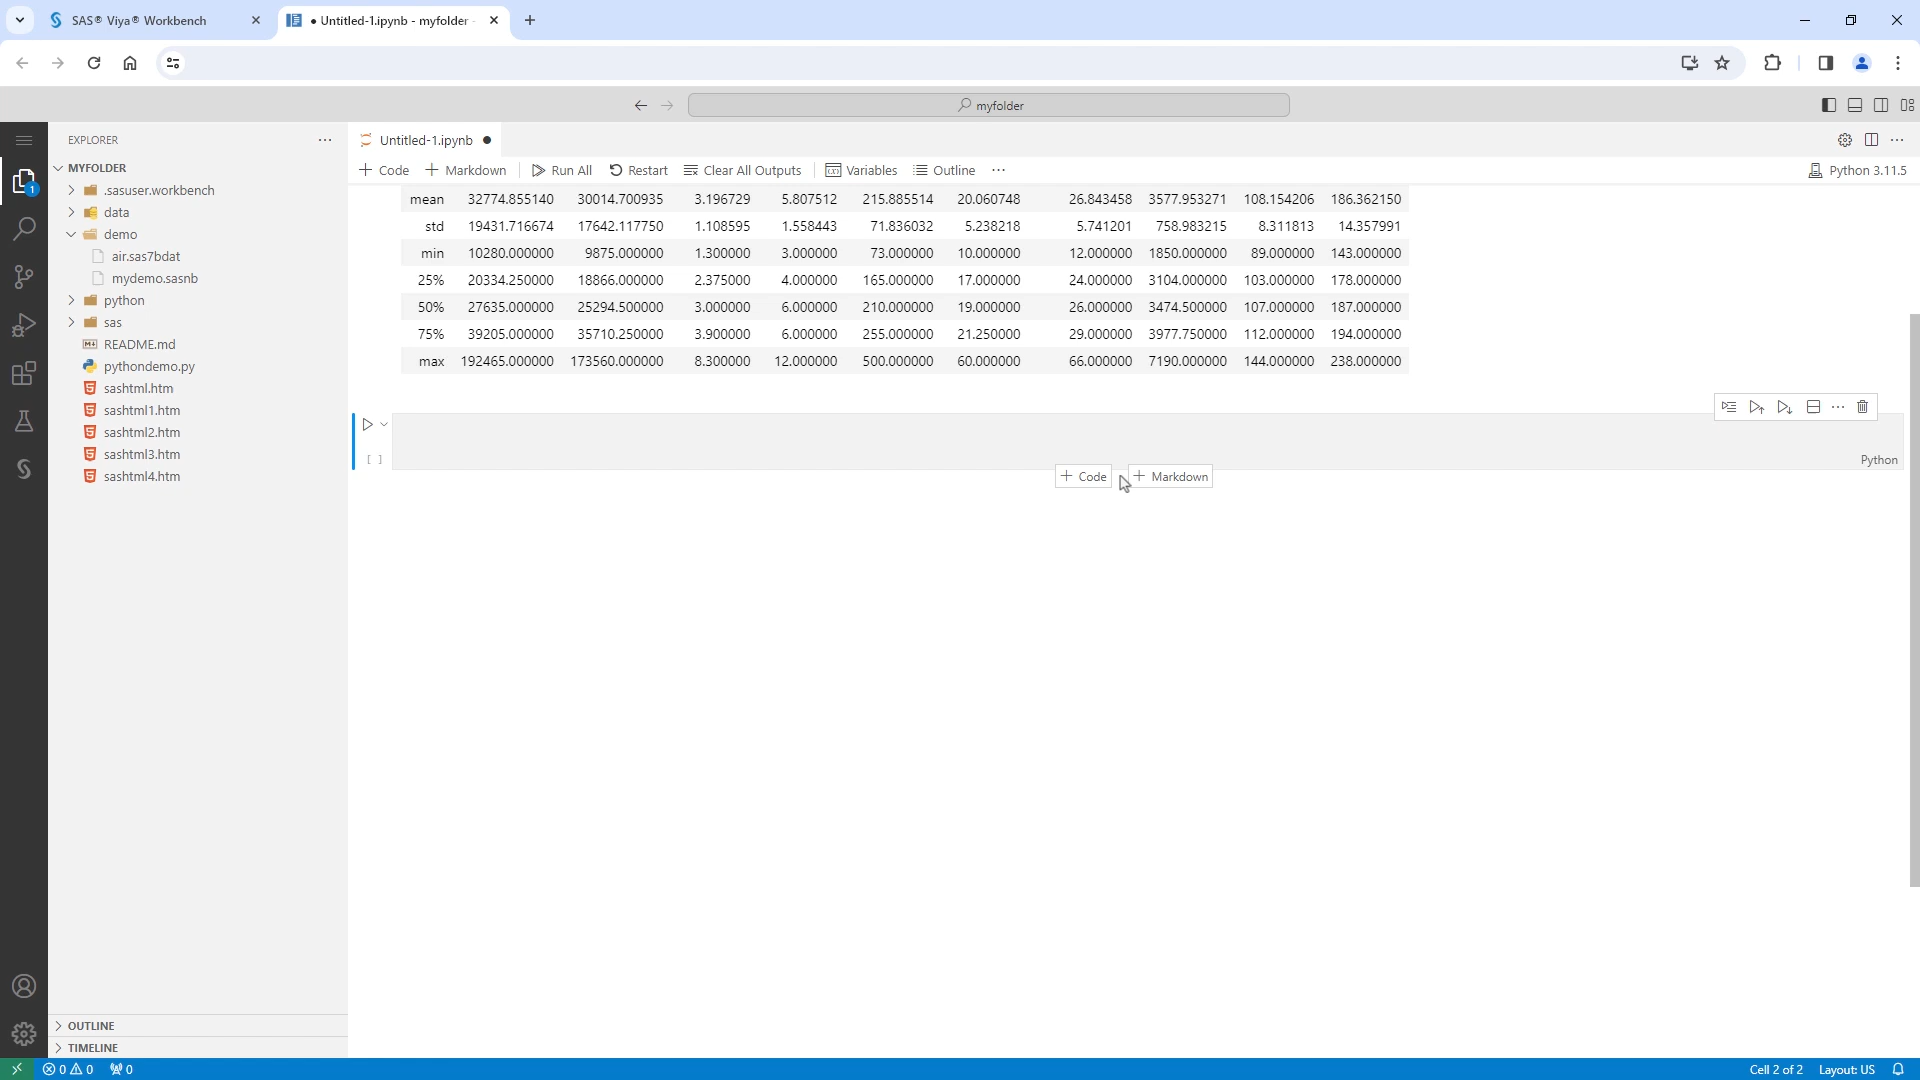 SAS® Viya® Workbench
● Untitled-1.ipynb - myfolder -
myfolder
EXPLORER
Untitled-1.ipynb ●
MYFOLDER
+ Code + Markdown Run All Restart Clear All Outputs Variables Outline ... Python 3.11.5
.sasuser.workbench
data
demo
air.sas7bdat
mydemo.sasnb
python
sas
README.md
pythondemo.py
sashtml.htm
sashtml1.htm
sashtml2.htm
sashtml3.htm
sashtml4.htm
mean 32774.855140 30014.700935 3.196729 5.807512 215.885514 20.060748 26.843458 3577.953271 108.154206 186.362150
std 19431.716674 17642.117750 1.108595 1.558443 71.836032 5.238218 5.741201 758.983215 8.311813 14.357991
min 10280.000000 9875.000000 1.300000 3.000000 73.000000 10.000000 12.000000 1850.000000 89.000000 143.000000
25% 20334.250000 18866.000000 2.375000 4.000000 165.000000 17.000000 24.000000 3104.000000 103.000000 178.000000
50% 27635.000000 25294.500000 3.000000 6.000000 210.000000 19.000000 26.000000 3474.500000 107.000000 187.000000
75% 39205.000000 35710.250000 3.900000 6.000000 255.000000 21.250000 29.000000 3977.750000 112.000000 194.000000
max 192465.000000 173560.000000 8.300000 12.000000 500.000000 60.000000 66.000000 7190.000000 144.000000 238.000000
[ ]
Python
+ Code + Markdown
OUTLINE
TIMELINE
0 0 0 Cell 2 of 2 Layout: US
1